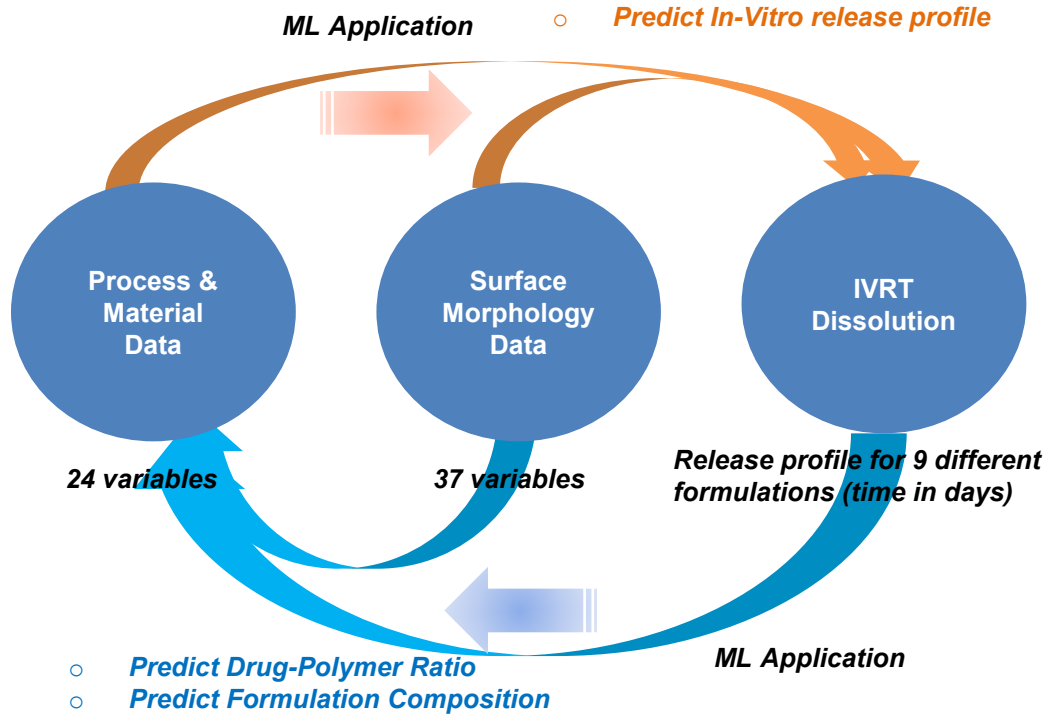 ML Application
○ Predict In-Vitro release profile
Process &
Material
Data
Surface
Morphology
Data
IVRT
Dissolution
24 variables
37 variables
Release profile for 9 different
formulations (time in days)
ML Application
○ Predict Drug-Polymer Ratio
○ Predict Formulation Composition